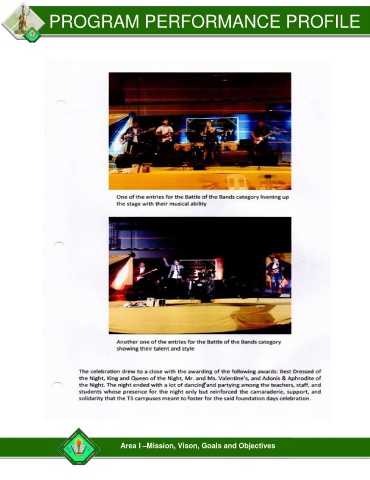 PROGRAM PERFORMANCE PROFILE
One of the entries for the Battle of the Bands category livening up
the stage with their musical ability
Another one of the entries for the Battle of the Bands category
showing their talent and style
The celebration drew to a close with the awarding of the following awards: Best Dressed of
the Night, King and Queen of the Night, Mr. and Ms. Valentine's, and Adonis & Aphrodite of
the Night. The night ended with a lot of dancing and partying among the teachers, staff, and
students whose presence for the night only but reinforced the camaraderie, support, and
solidarity that the T3 campuses meant to foster for the said foundation days celebration.
Area I –Mission, Vison, Goals and Objectives